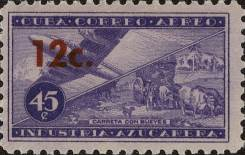 CUBA·CORREO·AEREO
12c.
45
¢
CARRETA CON BUEYES
INDUSTRIA·AZUCARERA